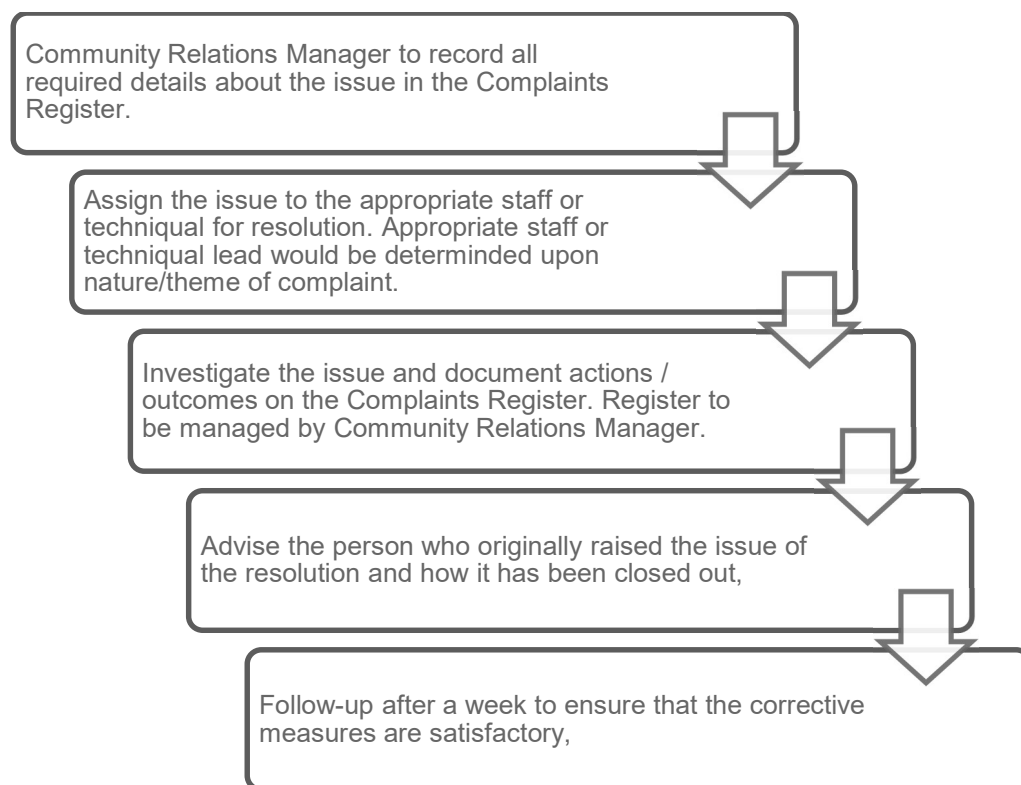 Community Relations Manager to record all
required details about the issue in the Complaints
Register.
Assign the issue to the appropriate staff or
techniqual for resolution. Appropriate staff or
techniqual lead would be determinded upon
nature/theme of complaint.
Investigate the issue and document actions /
outcomes on the Complaints Register. Register to
be managed by Community Relations Manager.
Advise the person who originally raised the issue of
the resolution and how it has been closed out,
Follow-up after a week to ensure that the corrective
measures are satisfactory,